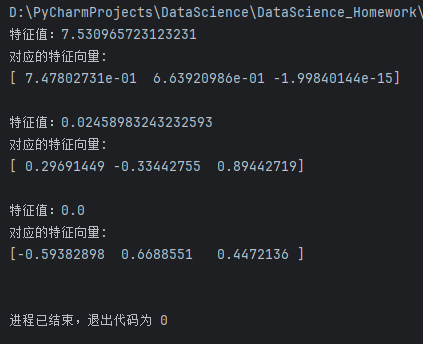 D:\PyCharmProjects\DataScience\DataScience_Homework\
特征值：7.530965723123231
对应的特征向量:
[ 7.47802731e-01  6.63920986e-01 -1.99840144e-15]
特征值：0.02458983243232593
对应的特征向量:
[ 0.29691449 -0.33442755  0.89442719]
特征值：0.0
对应的特征向量:
[-0.59382898  0.6688551   0.4472136 ]
进程已结束，退出代码为 0